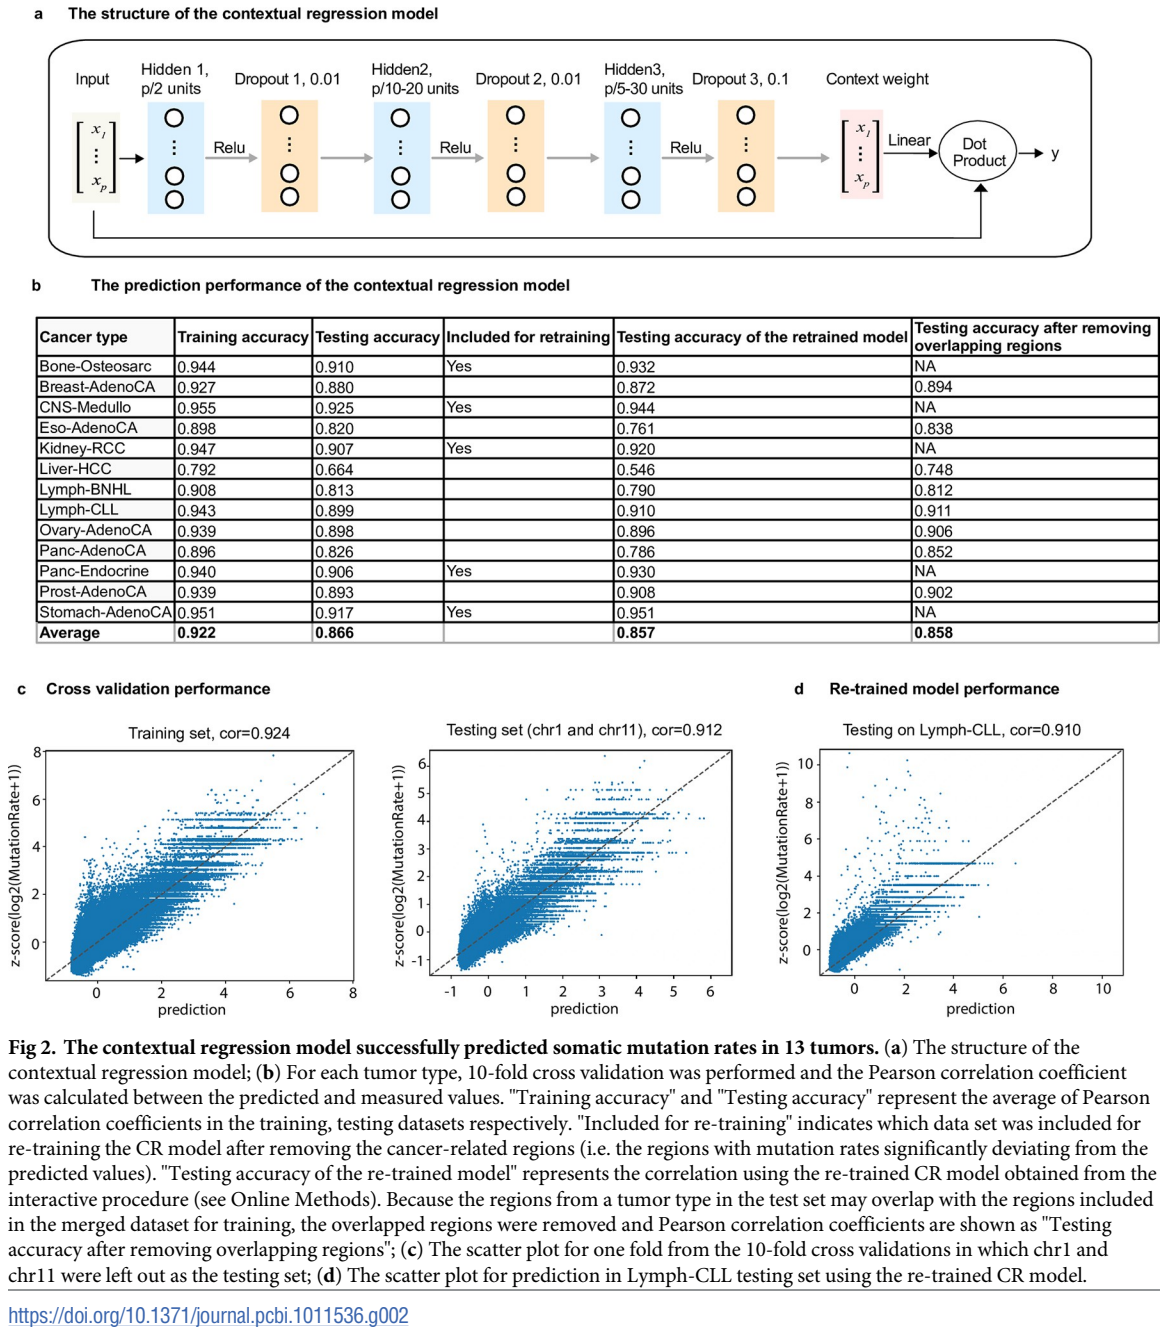 a The structure of the contextual regression model
Input
Hidden 1,
p/2 units
Dropout 1, 0.01
Hidden2,
p/10-20 units
Dropout 2, 0.01
Hidden3,
p/5-30 units
Dropout 3, 0.1
Context weight
x1
⋮
xp
Relu
Relu
Relu
x1
⋮
xp
Linear
Dot
Product
y
b The prediction performance of the contextual regression model
Cancer type Training accuracy Testing accuracy Included for retraining Testing accuracy of the retrained model Testing accuracy after removing overlapping regions
Bone-Osteosarc 0.944 0.910 Yes 0.932 NA
Breast-AdenoCA 0.927 0.880 0.872 0.894
CNS-Medullo 0.955 0.925 Yes 0.944 NA
Eso-AdenoCA 0.898 0.820 0.761 0.838
Kidney-RCC 0.947 0.907 Yes 0.920 NA
Liver-HCC 0.792 0.664 0.546 0.748
Lymph-BNHL 0.908 0.813 0.790 0.812
Lymph-CLL 0.943 0.899 0.910 0.911
Ovary-AdenoCA 0.939 0.898 0.896 0.906
Panc-AdenoCA 0.896 0.826 0.786 0.852
Panc-Endocrine 0.940 0.906 Yes 0.930 NA
Prost-AdenoCA 0.939 0.893 0.908 0.902
Stomach-AdenoCA 0.951 0.917 Yes 0.951 NA
Average 0.922 0.866 0.857 0.858
c Cross validation performance
Training set, cor=0.924
z-score(log2(MutationRate+1))
8
6
4
2
0
0 2 4 6 8
prediction
Testing set (chr1 and chr11), cor=0.912
z-score(log2(MutationRate+1))
6
5
4
3
2
1
0
-1
-1 0 1 2 3 4 5 6
prediction
d Re-trained model performance
Testing on Lymph-CLL, cor=0.910
z-score(log2(MutationRate+1))
10
8
6
4
2
0
0 2 4 6 8 10
prediction
Fig 2. The contextual regression model successfully predicted somatic mutation rates in 13 tumors. (a) The structure of the
contextual regression model; (b) For each tumor type, 10-fold cross validation was performed and the Pearson correlation coefficient
was calculated between the predicted and measured values. "Training accuracy" and "Testing accuracy" represent the average of Pearson
correlation coefficients in the training, testing datasets respectively. "Included for re-training" indicates which data set was included for
re-training the CR model after removing the cancer-related regions (i.e. the regions with mutation rates significantly deviating from the
predicted values). "Testing accuracy of the re-trained model" represents the correlation using the re-trained CR model obtained from the
interactive procedure (see Online Methods). Because the regions from a tumor type in the test set may overlap with the regions included
in the merged dataset for training, the overlapped regions were removed and Pearson correlation coefficients are shown as "Testing
accuracy after removing overlapping regions"; (c) The scatter plot for one fold from the 10-fold cross validations in which chr1 and
chr11 were left out as the testing set; (d) The scatter plot for prediction in Lymph-CLL testing set using the re-trained CR model.
https://doi.org/10.1371/journal.pcbi.1011536.g002